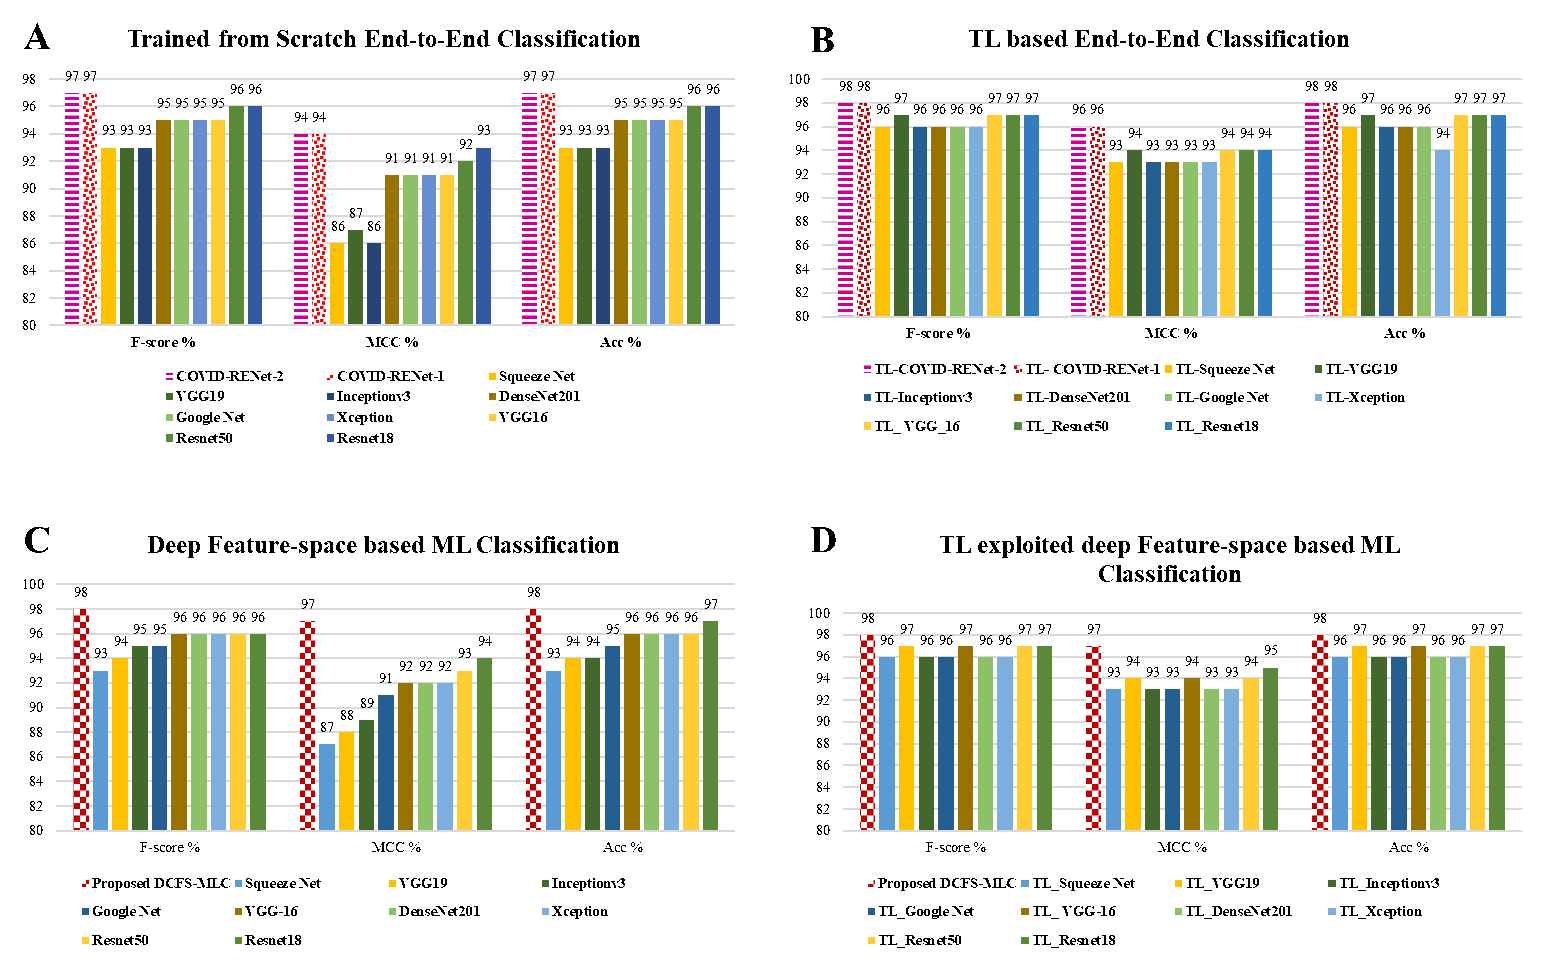 A
Trained from Scratch End-to-End Classification
98
96
94
92
90
88
86
84
82
80
97 97 93 93 93 95 95 95 95 96 96
94 94 86 87 86 91 91 91 91 92 93
97 97 93 93 93 95 95 95 95 96 96
F-score % MCC % Acc %
COVID-RENet-2 COVID-RENet-1 Squeeze Net
VGG19 Inceptionv3 DenseNet201
Google Net Xception VGG16
Resnet50 Resnet18
B
TL based End-to-End Classification
100
98
96
94
92
90
88
86
84
82
80
98 98 96 97 96 96 96 96 97 97 97
96 96 93 94 93 93 93 93 94 94 94
98 98 96 97 96 96 96 94 97 97 97
F-score % MCC % Acc %
TL-COVID-RENet-2 TL- COVID-RENet-1 TL-Squeeze Net TL-VGG19
TL-Inceptionv3 TL-DenseNet201 TL-Google Net TL-Xception
TL_VGG_16 TL_Resnet50 TL_Resnet18
C
Deep Feature-space based ML Classification
100
98
96
94
92
90
88
86
84
82
80
98 93 94 95 95 96 96 96 96 96
97 87 88 89 91 92 92 92 93 94
98 93 94 94 95 96 96 96 96 97
F-score % MCC % Acc %
Proposed DCFS-MLC Squeeze Net VGG19 Inceptionv3
Google Net VGG-16 DenseNet201 Xception
Resnet50 Resnet18
D
TL exploited deep Feature-space based ML
Classification
100
98
96
94
92
90
88
86
84
82
80
98 96 97 96 96 97 96 96 97 97
97 93 94 93 93 94 93 93 94 95
98 96 97 96 96 97 96 96 97 97
F-score % MCC % Acc %
Proposed DCFS-MLC TL_Squeeze Net TL_VGG19 TL_Inceptionv3
TL_Google Net TL_VGG-16 TL_DenseNet201 TL_Xception
TL_Resnet50 TL_Resnet18